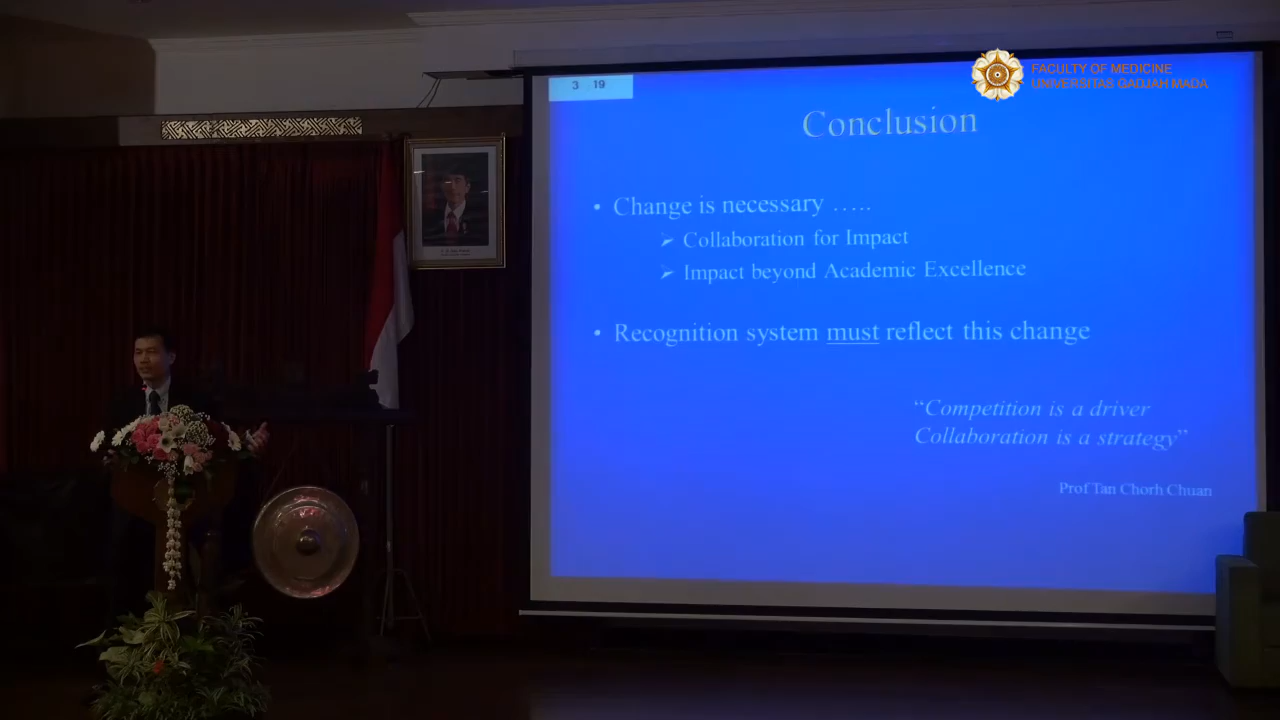 FACULTY OF MEDICINE
UNIVERSITAS GADJAH MADA
3 19
Conclusion
• Change is necessary …..
➢ Collaboration for Impact
➢ Impact beyond Academic Excellence
• Recognition system must reflect this change
“Competition is a driver
Collaboration is a strategy”
Prof Tan Chorh Chuan